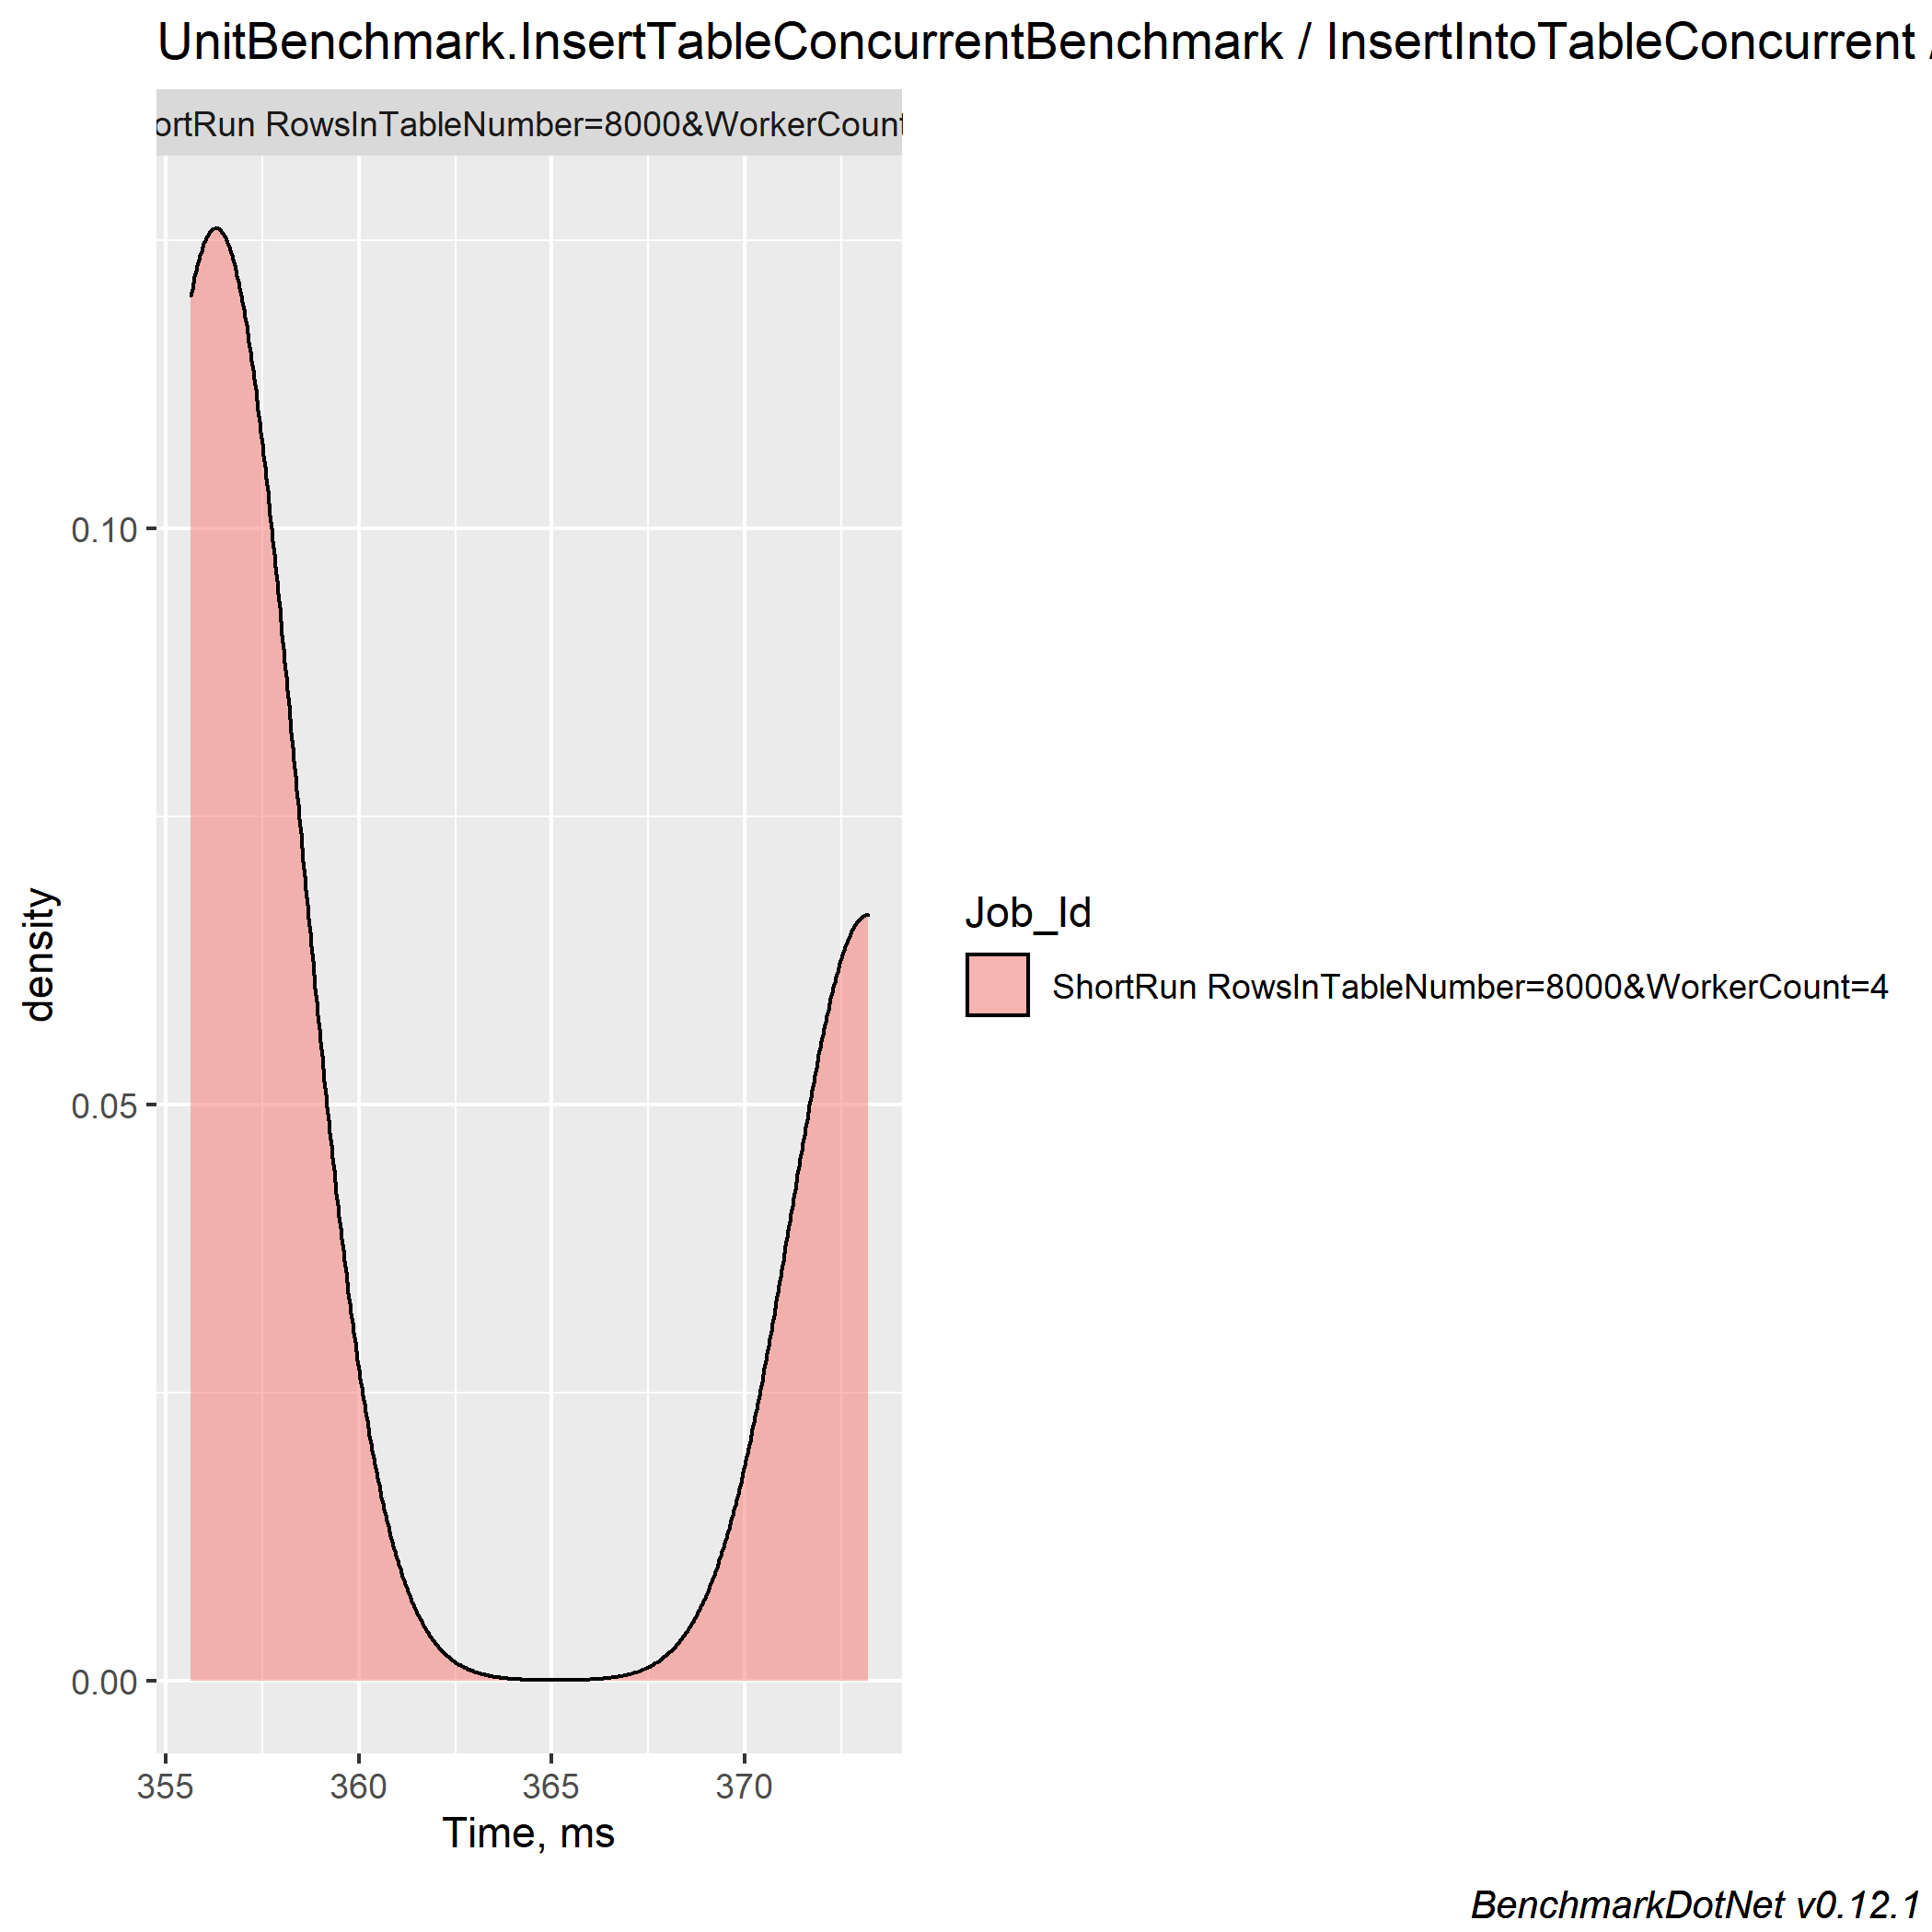 UnitBenchmark.InsertTableConcurrentBenchmark / InsertIntoTableConcurrent /
ortRun RowsInTableNumber=8000&WorkerCount
0.10
0.05
0.00
density
355 360 365 370
Time, ms
Job_Id
ShortRun RowsInTableNumber=8000&WorkerCount=4
BenchmarkDotNet v0.12.1